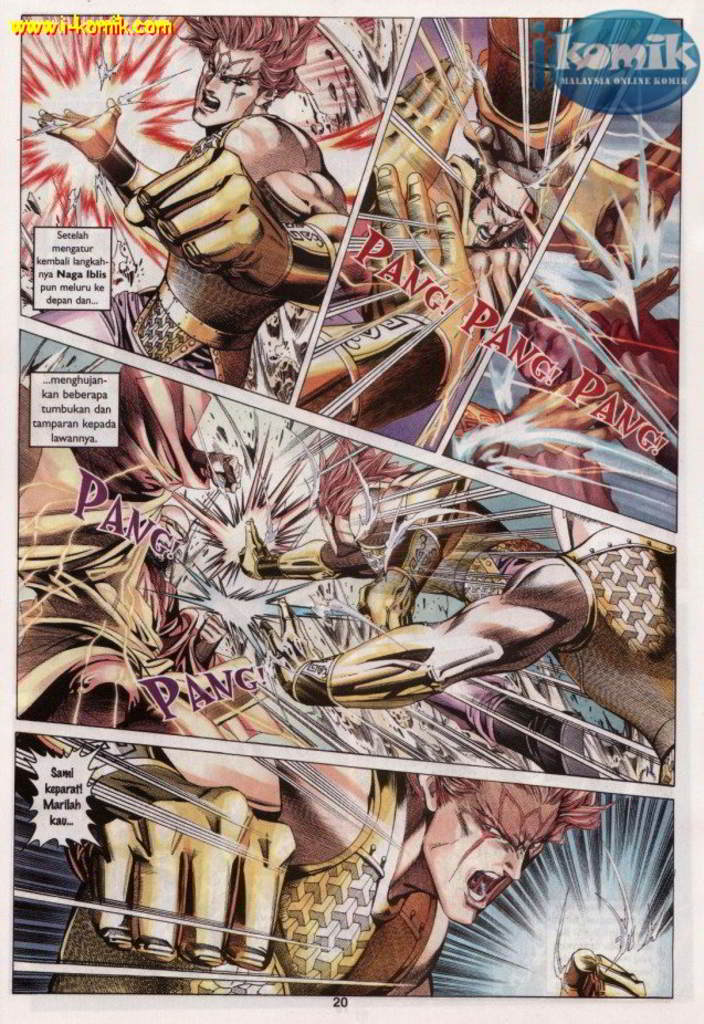 www.i-komik.com
i komik
MALAYSIA ONLINE KOMIK
Setelah
mengatur
kembali langkah-
nya Naga Iblis
pun meluru ke
depan dan...
PANG! PANG! PANG!
...menghujan-
kan beberapa
tumbukan dan
tamparan kepada
lawannya.
PANG!
PANG!
Sami
keparat!
Marilah
kau...
20